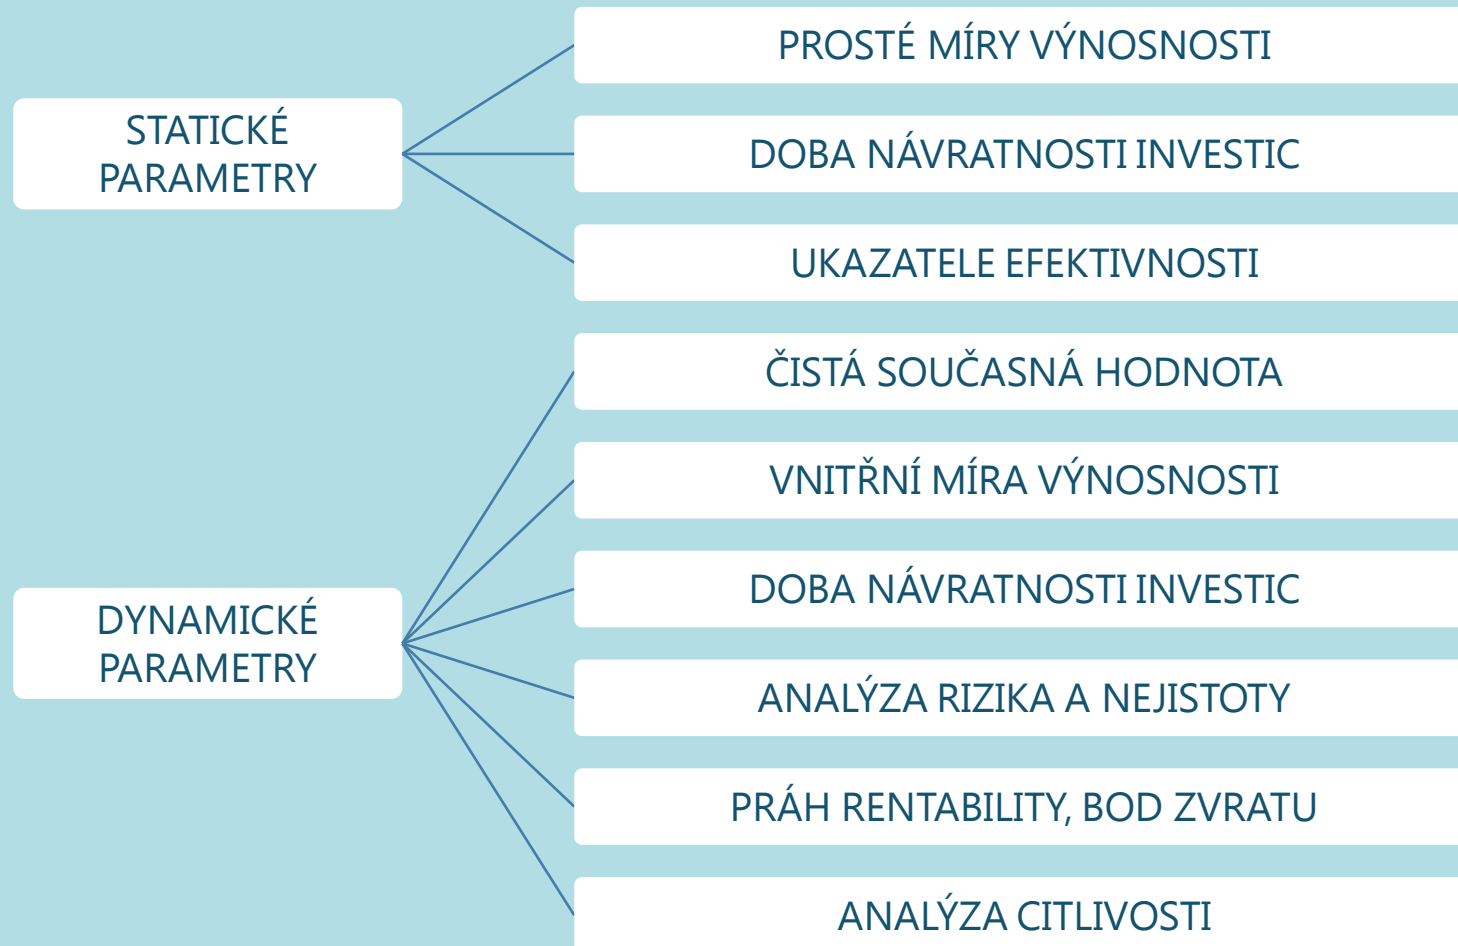 STATICKÉ
PARAMETRY
PROSTÉ MÍRY VÝNOSNOSTI
DOBA NÁVRATNOSTI INVESTIC
UKAZATELE EFEKTIVNOSTI
DYNAMICKÉ
PARAMETRY
ČISTÁ SOUČASNÁ HODNOTA
VNITŘNÍ MÍRA VÝNOSNOSTI
DOBA NÁVRATNOSTI INVESTIC
ANALÝZA RIZIKA A NEJISTOTY
PRÁH RENTABILITY, BOD ZVRATU
ANALÝZA CITLIVOSTI